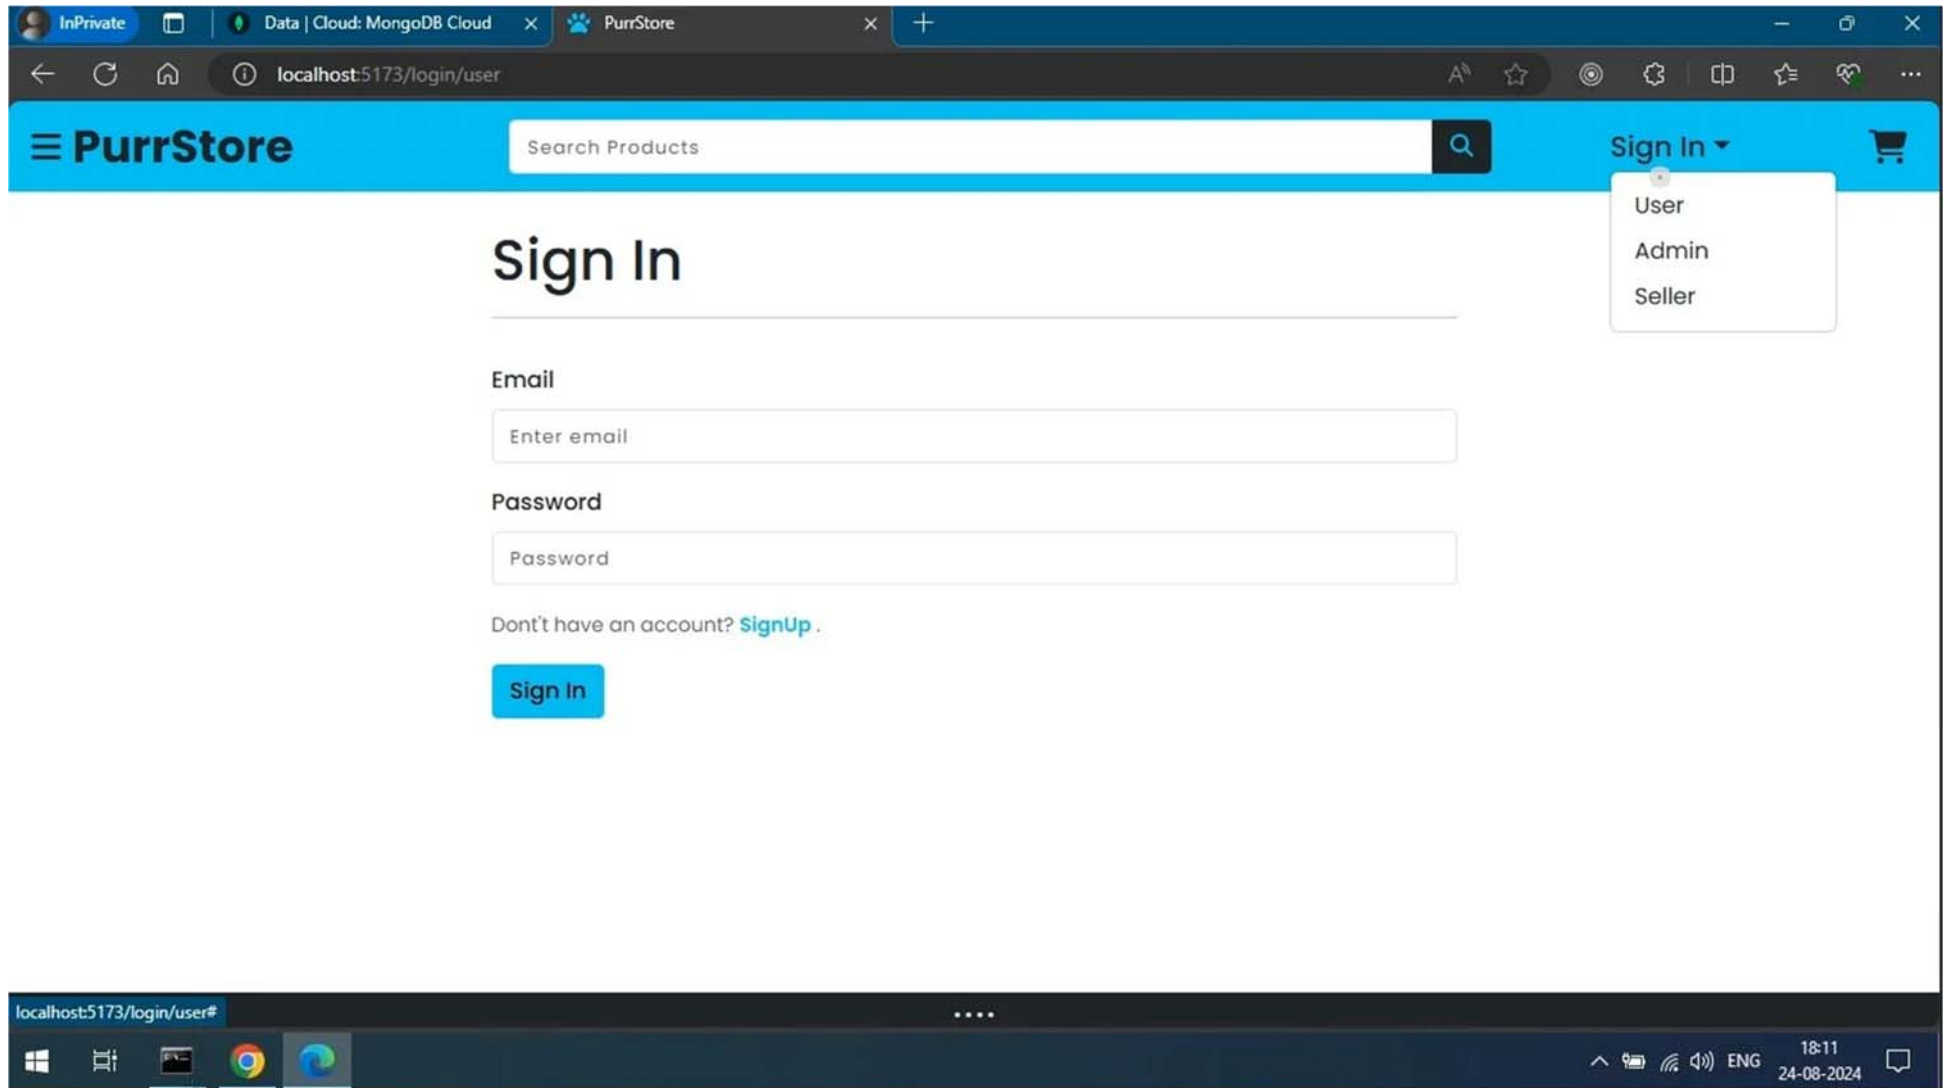 InPrivate
Data | Cloud: MongoDB Cloud
PurrStore
localhost:5173/login/user
PurrStore
Search Products
Sign In
User
Admin
Seller
Sign In
Email
Enter email
Password
Password
Dont't have an account? SignUp .
Sign In
localhost:5173/login/user#
....
ENG
18:11
24-08-2024